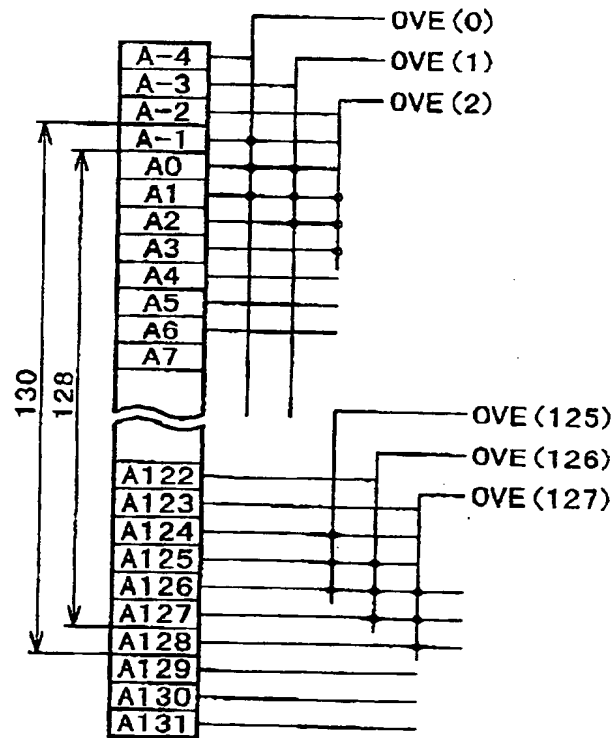 OVE(0)
A-4
OVE(1)
A-3
OVE(2)
A-2
A-1
A0
A1
A2
A3
A4
A5
A6
A7
130
128
OVE(125)
OVE(126)
A122
OVE(127)
A123
A124
A125
A126
A127
A128
A129
A130
A131